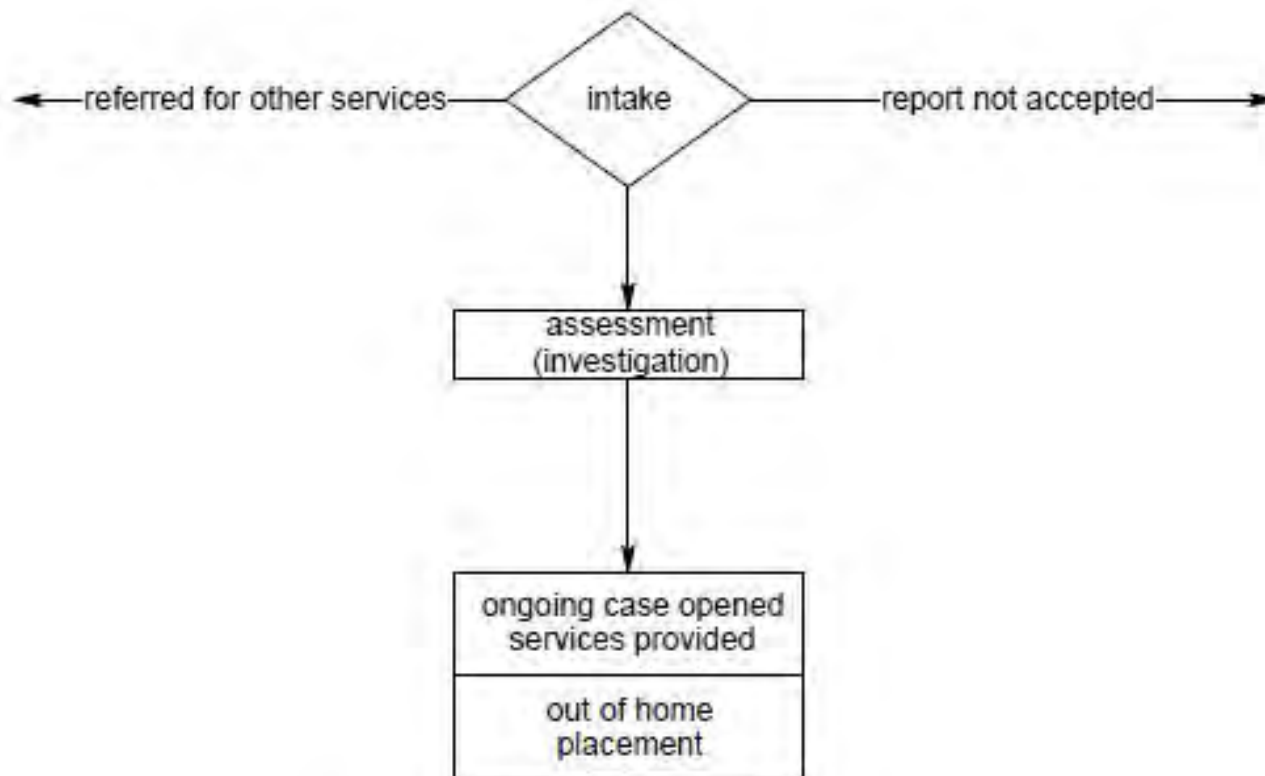 referred for other services
intake
report not accepted
assessment
(investigation)
ongoing case opened
services provided
out of home
placement